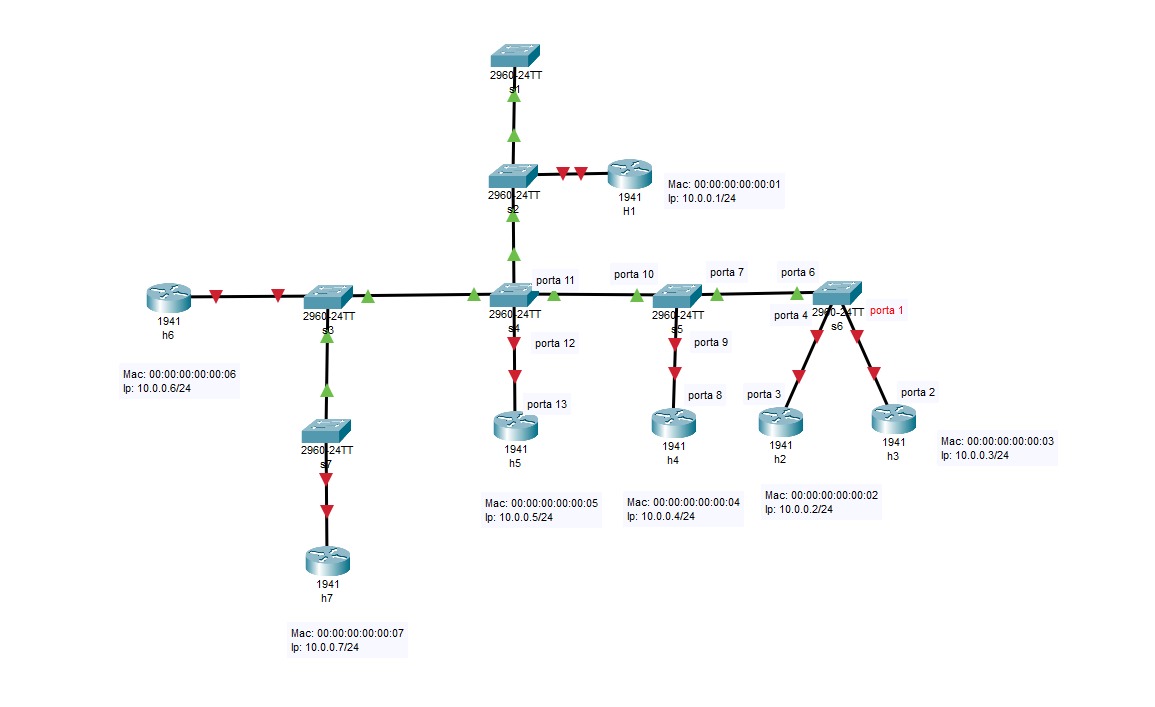 2960-24TT
s1
2960-24TT
s2
1941
H1
Mac: 00:00:00:00:00:01
Ip: 10.0.0.1/24
porta 11
porta 10
porta 7
porta 6
1941
h6
2960-24TT
s3
2960-24TT
s4
2960-24TT
s5
2960-24TT
s6
porta 4
porta 1
porta 12
porta 9
Mac: 00:00:00:00:00:06
Ip: 10.0.0.6/24
porta 13
porta 8
porta 3
porta 2
2960-24TT
s7
1941
h5
1941
h4
1941
h2
1941
h3
Mac: 00:00:00:00:00:03
Ip: 10.0.0.3/24
Mac: 00:00:00:00:00:05
Ip: 10.0.0.5/24
Mac: 00:00:00:00:00:04
Ip: 10.0.0.4/24
Mac: 00:00:00:00:00:02
Ip: 10.0.0.2/24
1941
h7
Mac: 00:00:00:00:00:07
Ip: 10.0.0.7/24